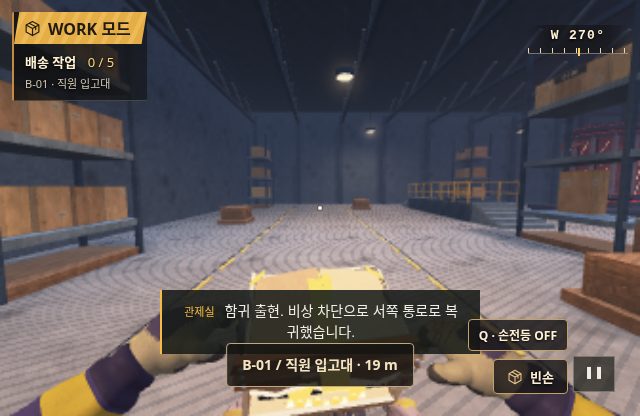 WORK 모드
W 270°
배송 작업 0 / 5
B-01 · 직원 입고대
관제실 함귀 출현. 비상 차단으로 서쪽 통로로 복
귀했습니다.
Q · 손전등 OFF
B-01 / 직원 입고대 · 19 m
빈손